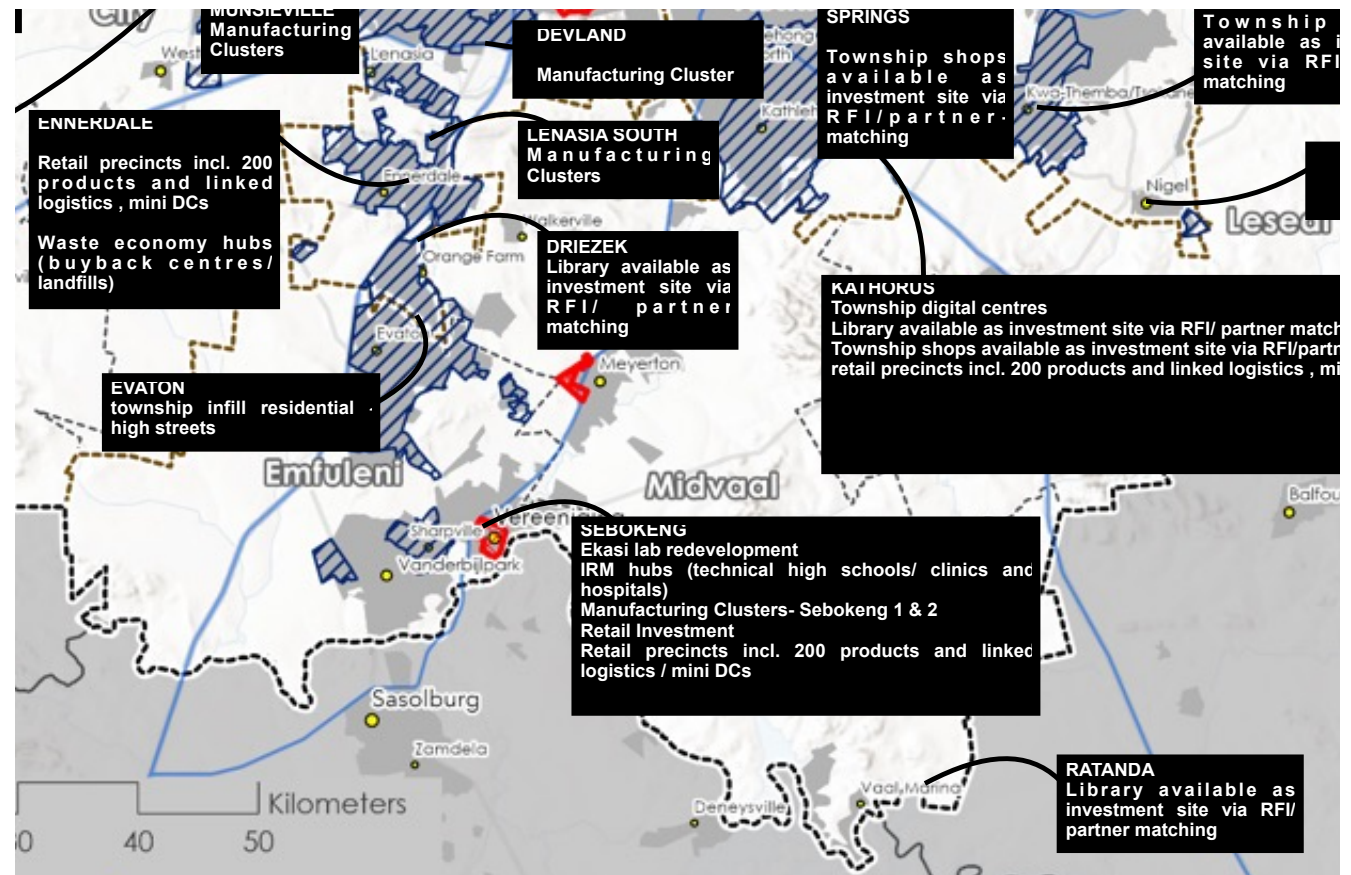 City
MUNSIEVILLE
Manufacturing
Clusters
West
Lenasia
DEVLAND
Manufacturing Cluster
SPRINGS
Township shops
available as
investment site via
RFI/partner-
matching
Township
available as i
site via RFI
matching
Kwa-Themba/Tsakane
Kathleh
ENNERDALE
Retail precincts incl. 200
products and linked
logistics , mini DCs
Waste economy hubs
(buyback centres/
landfills)
LENASIA SOUTH
Manufacturing
Clusters
Ennerdale
Nigel
Lesedi
Walkerville
Orange Farm
DRIEZEK
Library available as
investment site via
RFI/ partner
matching
KATHORUS
Township digital centres
Library available as investment site via RFI/ partner match
Township shops available as investment site via RFI/partn
retail precincts incl. 200 products and linked logistics , mi
Evaton
Meyerton
EVATON
township infill residential -
high streets
Emfuleni
Midvaal
Balfou
Vereeniging
Sharpville
Vanderbijlpark
SEBOKENG
Ekasi lab redevelopment
IRM hubs (technical high schools/ clinics and
hospitals)
Manufacturing Clusters- Sebokeng 1 & 2
Retail Investment
Retail precincts incl. 200 products and linked
logistics / mini DCs
Sasolburg
Zamdela
Deneysville
Vaal Marina
RATANDA
Library available as
investment site via RFI/
partner matching
Kilometers
40
50